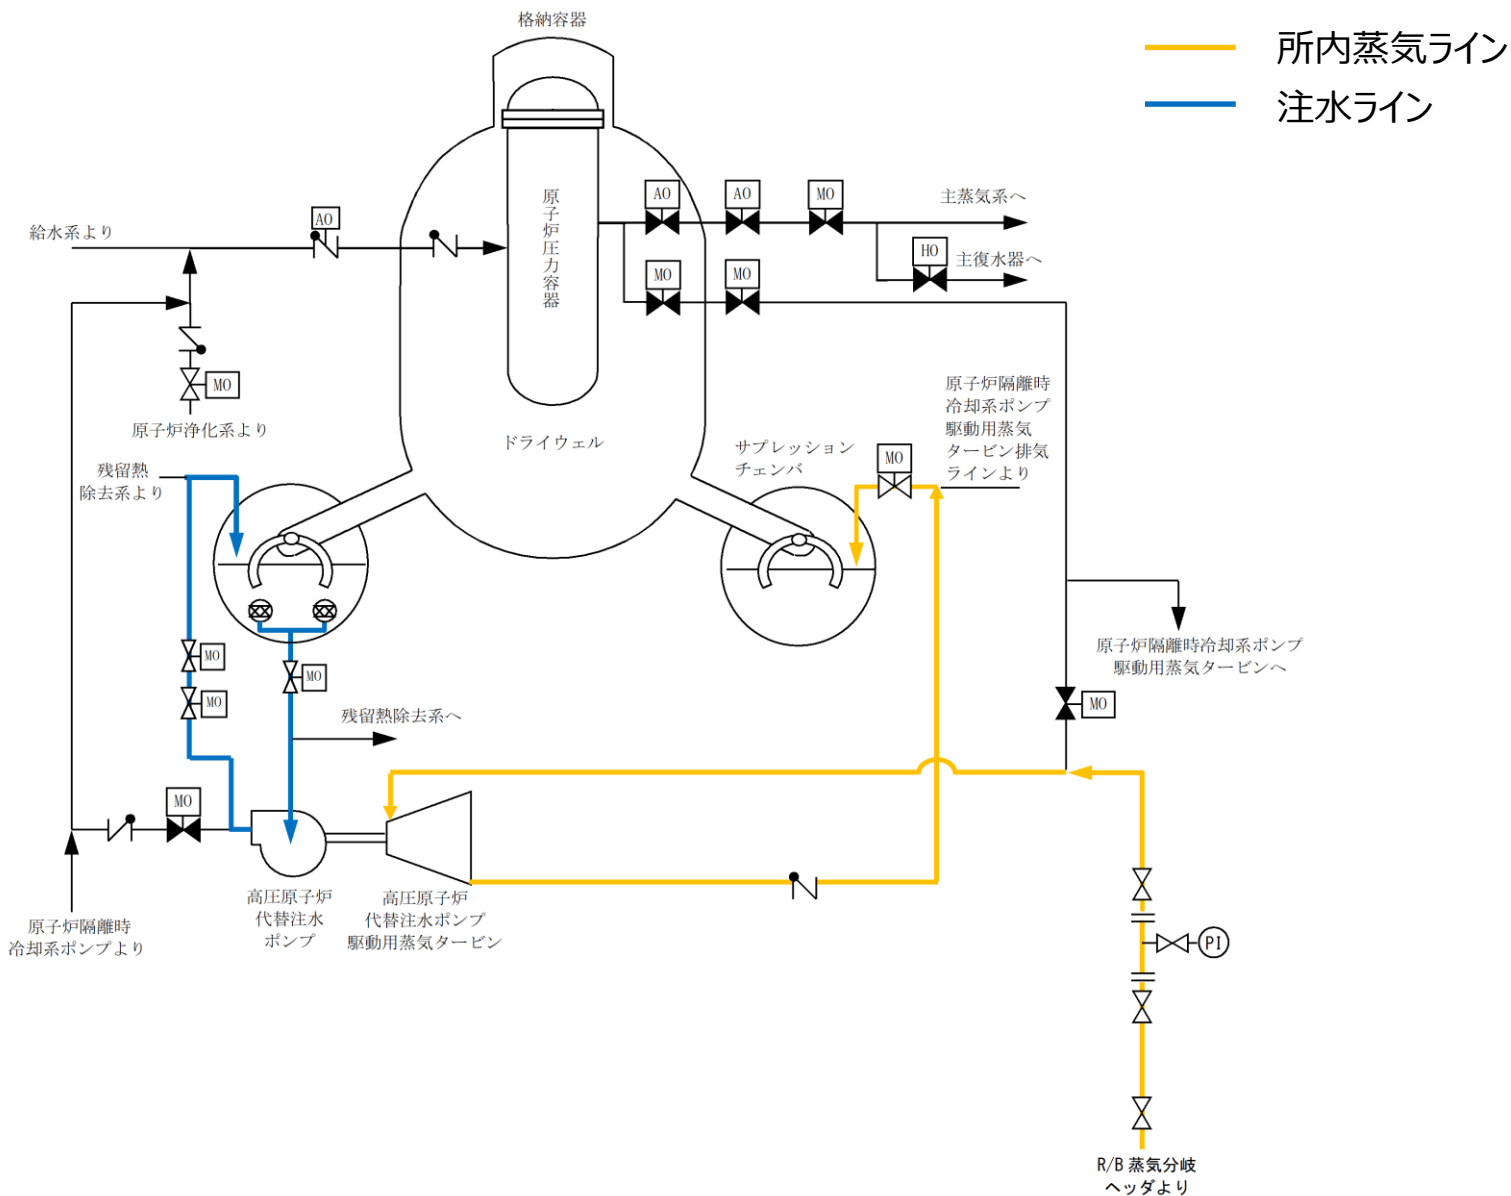 格納容器
所内蒸気ライン
注水ライン
原子炉圧力容器
AO
AO
MO
主蒸気系へ
AO
給水系より
HO
主復水器へ
MO
MO
MO
原子炉浄化系より
原子炉隔離時
冷却系ポンプ
駆動用蒸気
タービン排気
ラインより
ドライウェル
サプレッション
チェンバ
MO
残留熱
除去系より
MO
MO
MO
原子炉隔離時冷却系ポンプ
駆動用蒸気タービンへ
MO
残留熱除去系へ
MO
高圧原子炉
代替注水
ポンプ
高圧原子炉
代替注水ポンプ
駆動用蒸気タービン
原子炉隔離時
冷却系ポンプより
PI
R/B 蒸気分岐
ヘッダより